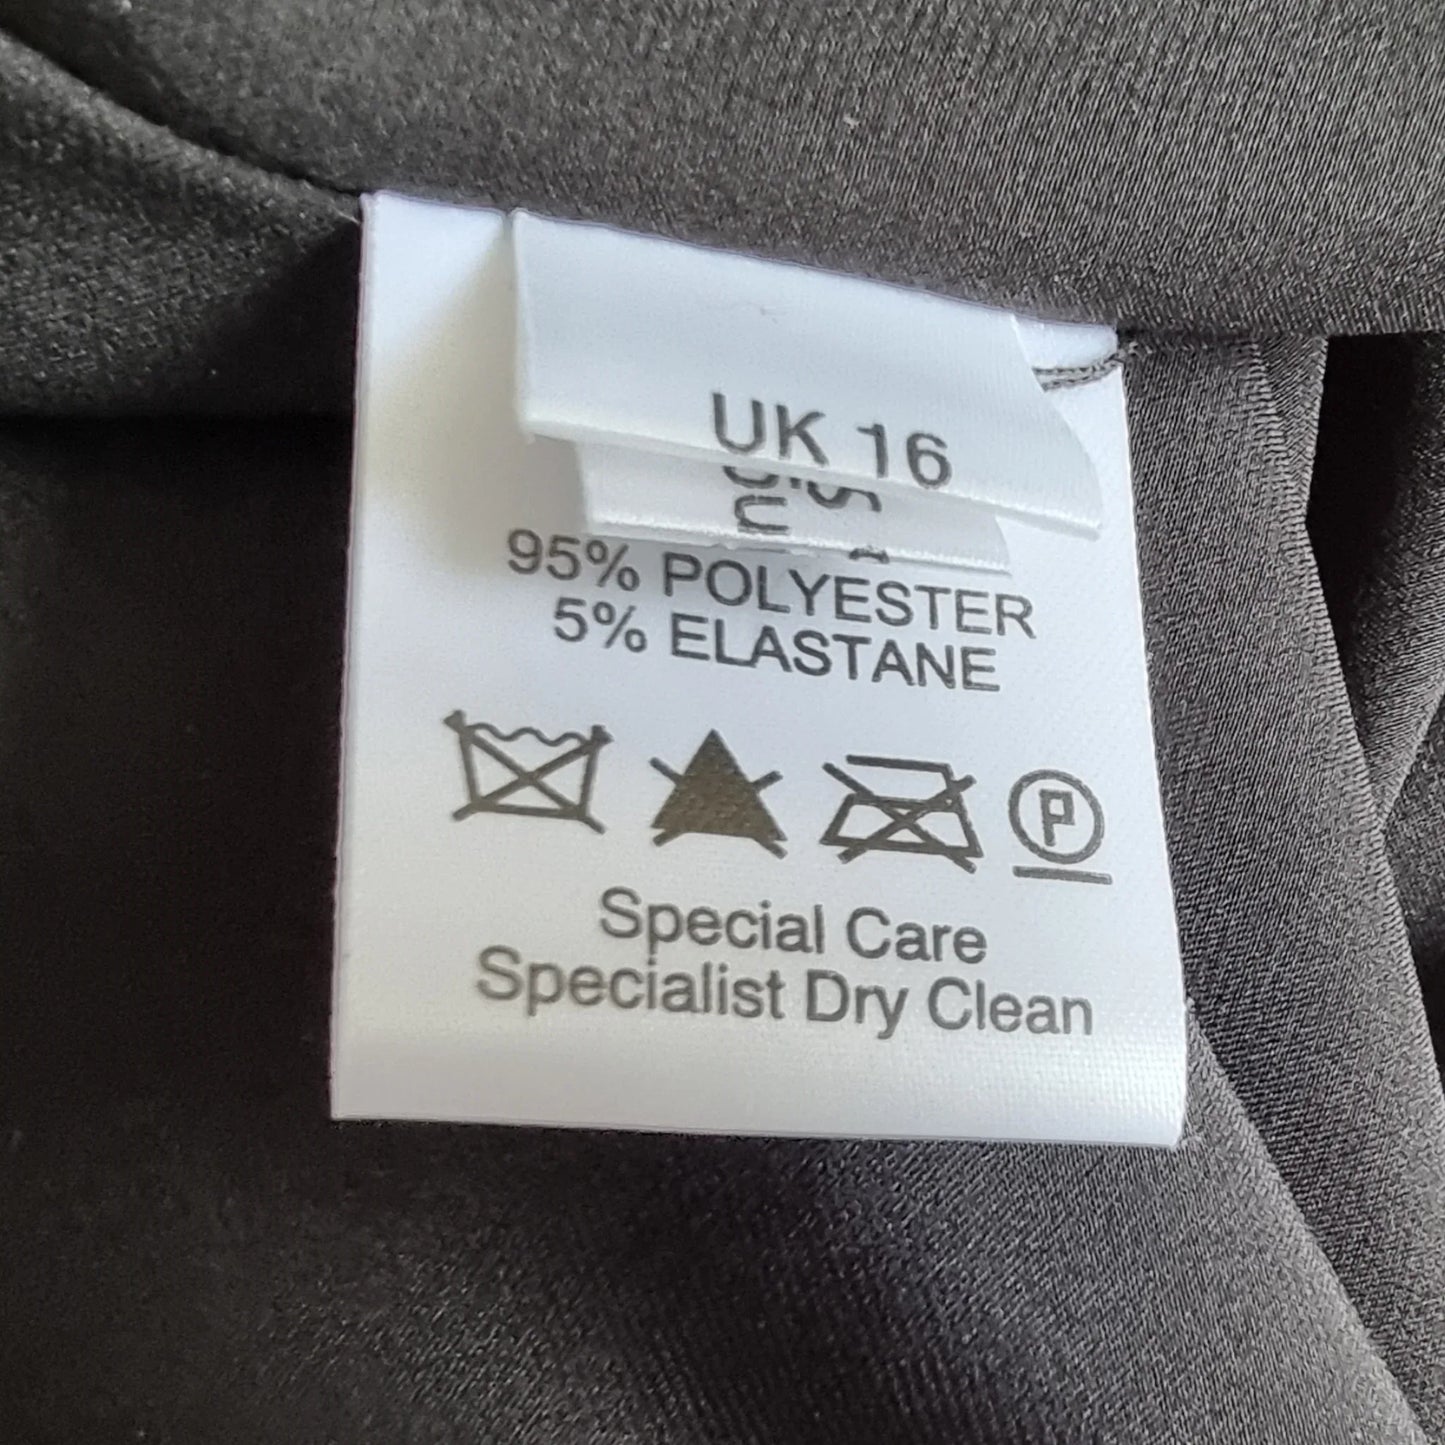 UK 16
95% POLYESTER
5% ELASTANE
P
Special Care
Specialist Dry Clean